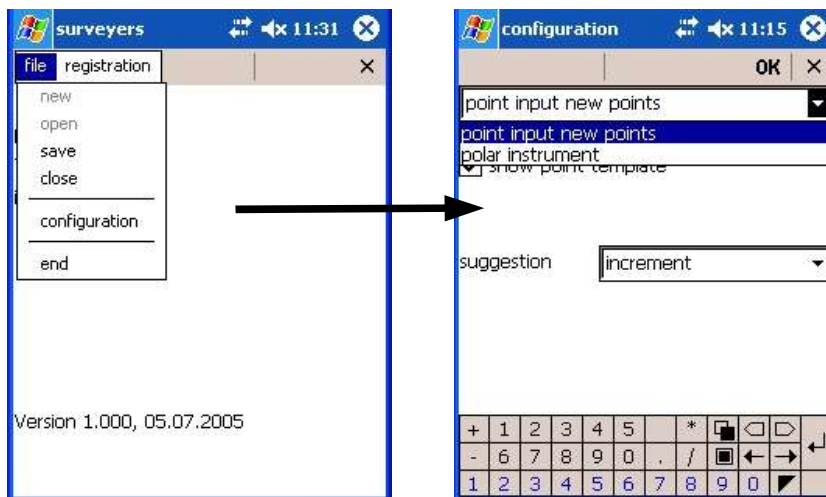 surveyers 11:31
file registration
new
open
save
close
configuration
end
Version 1.000, 05.07.2005
configuration 11:15
OK
point input new points
point input new points
polar instrument
show point template
suggestion increment
+ 1 2 3 4 5 *
- 6 7 8 9 0 . /
1 2 3 4 5 6 7 8 9 0